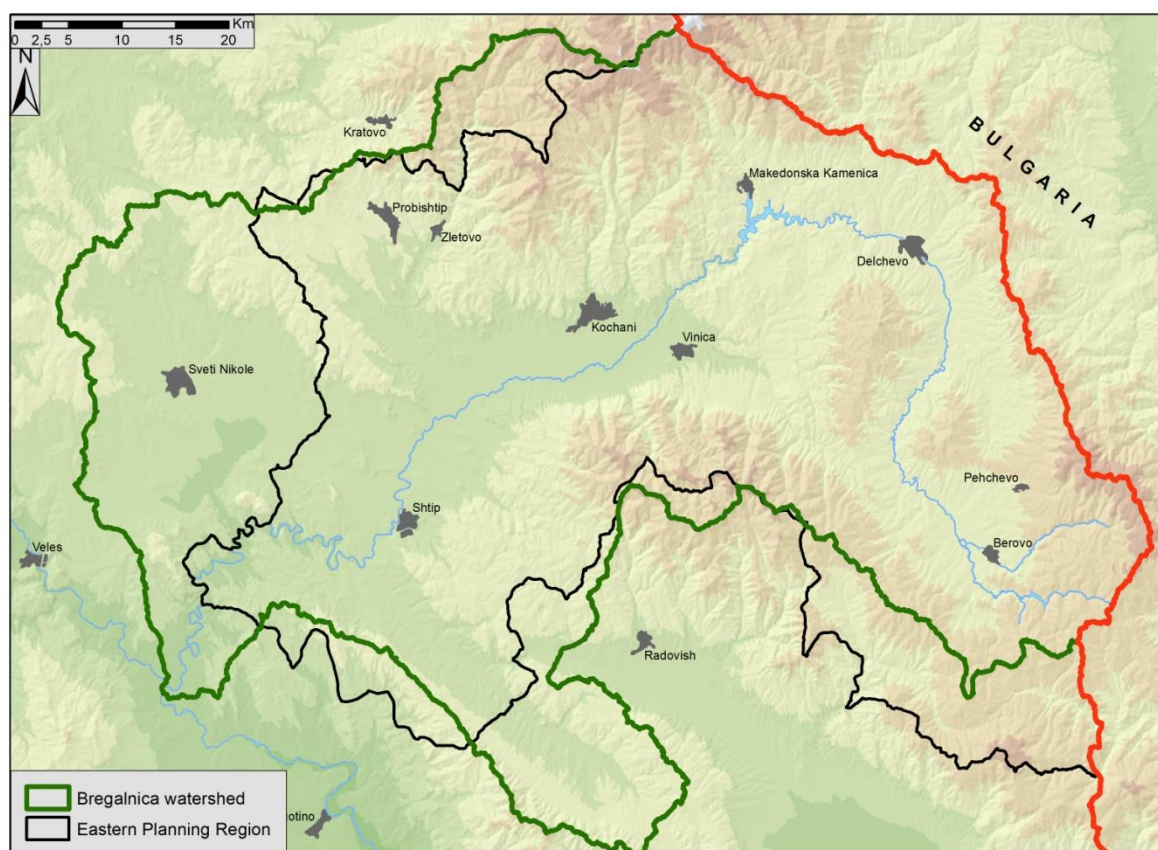 Km
0 2,5 5 10 15 20
N
BULGARIA
Kratovo
Makedonska Kamenica
Probishtip
Zletovo
Delchevo
Kochani
Vinica
Sveti Nikole
Pehchevo
Shtip
Berovo
Veles
Radovish
Bregalnica watershed
otino
Eastern Planning Region